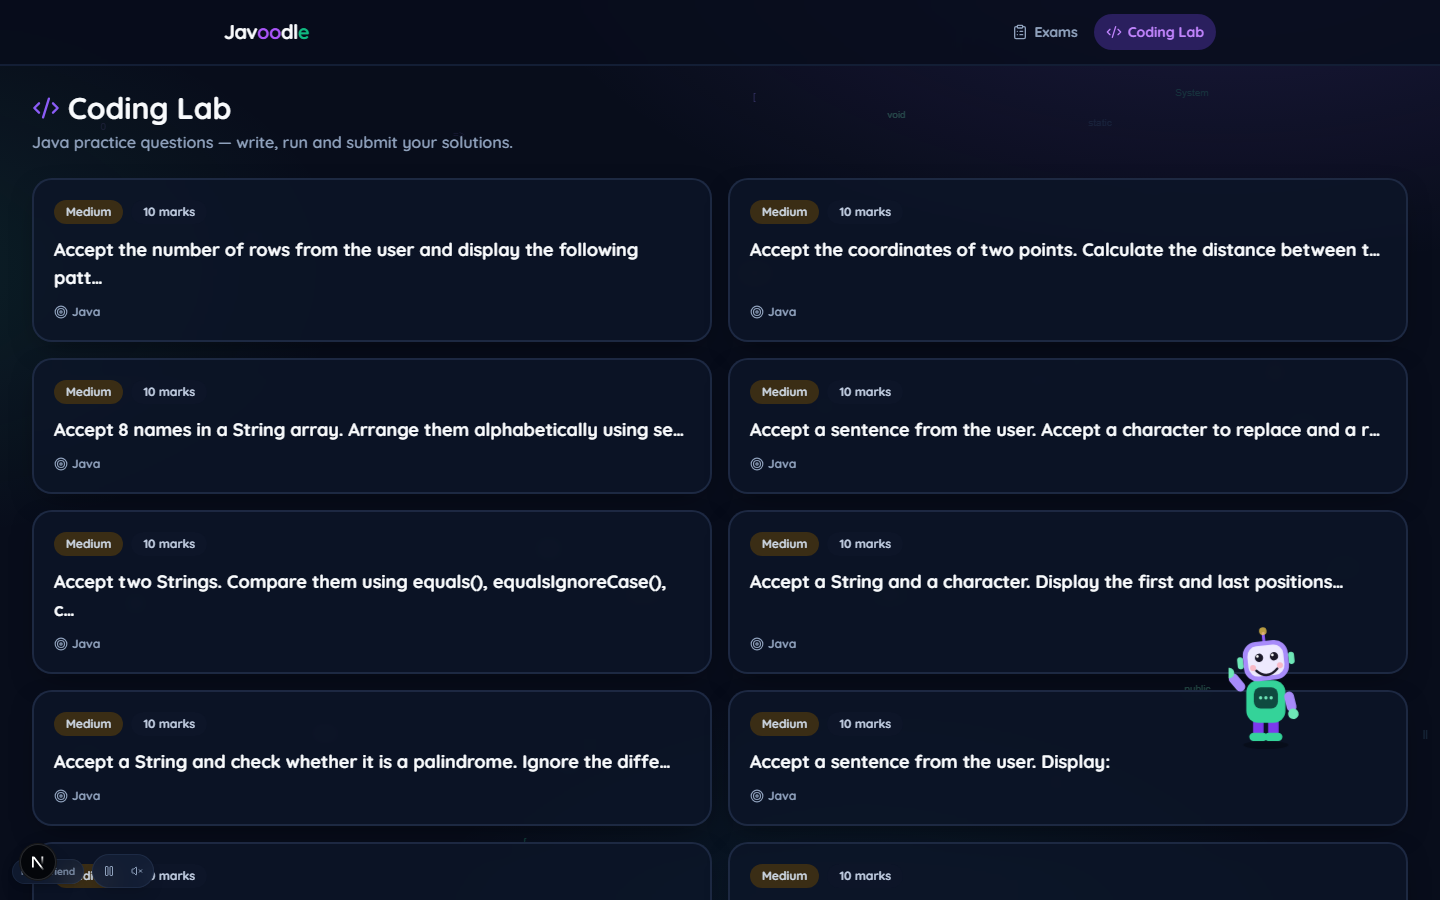 Javoodle
Exams
Coding Lab
Coding Lab
Java practice questions — write, run and submit your solutions.
[
void
System
static
Medium
10 marks
Accept the number of rows from the user and display the following
patt...
Java
Medium
10 marks
Accept the coordinates of two points. Calculate the distance between t...
Java
Medium
10 marks
Accept 8 names in a String array. Arrange them alphabetically using se...
Java
Medium
10 marks
Accept a sentence from the user. Accept a character to replace and a r...
Java
Medium
10 marks
Accept two Strings. Compare them using equals(), equalsIgnoreCase(),
c...
Java
Medium
10 marks
Accept a String and a character. Display the first and last positions...
Java
public
Medium
10 marks
Accept a String and check whether it is a palindrome. Ignore the diffe...
Java
Medium
10 marks
Accept a sentence from the user. Display:
Java
N
iend
marks
Medium
10 marks